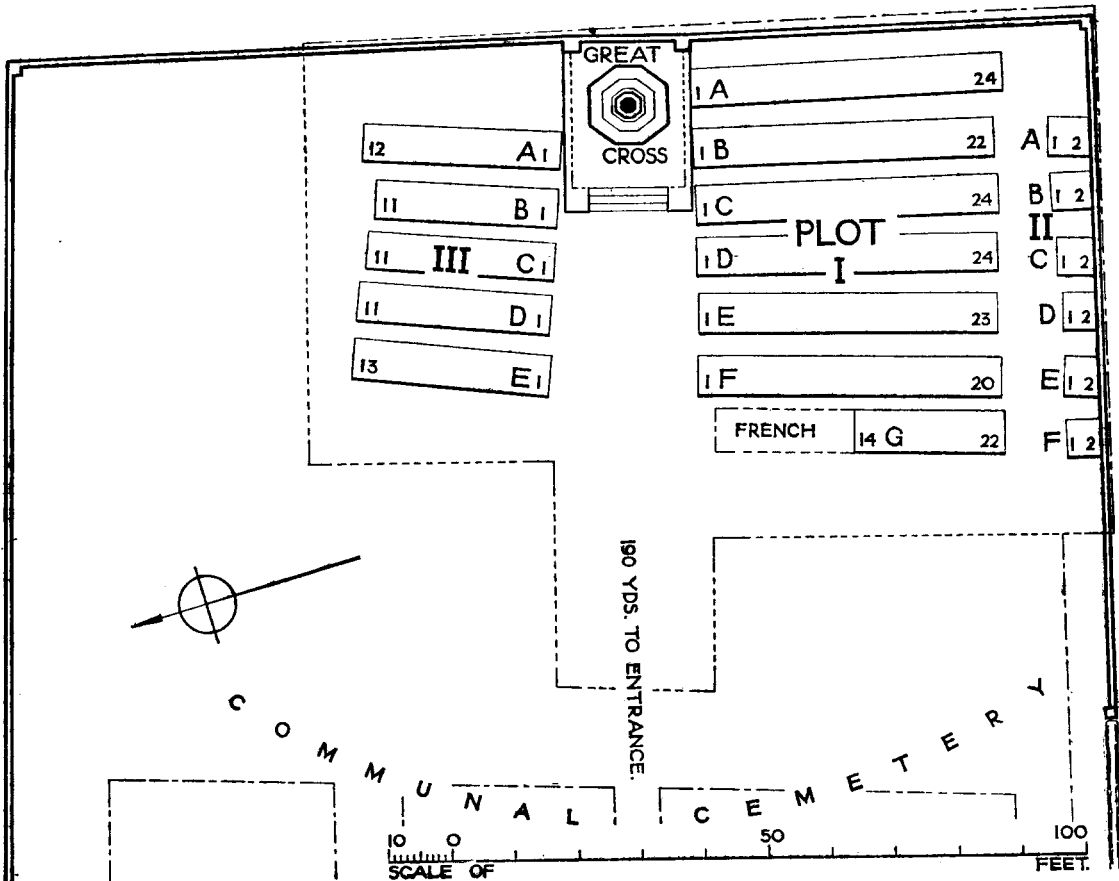 GREAT
CROSS
1 A 24
12 A 1
1 B 22
A 1 2
11 B 1
1 C 24
B 1 2
PLOT
I
II
11 III C 1
1 D 24
C 1 2
11 D 1
1 E 23
D 1 2
13 E 1
1 F 20
E 1 2
FRENCH
14 G 22
F 1 2
190 YDS. TO ENTRANCE.
COMMUNAL CEMETERY
10 0 50 100
SCALE OF FEET.